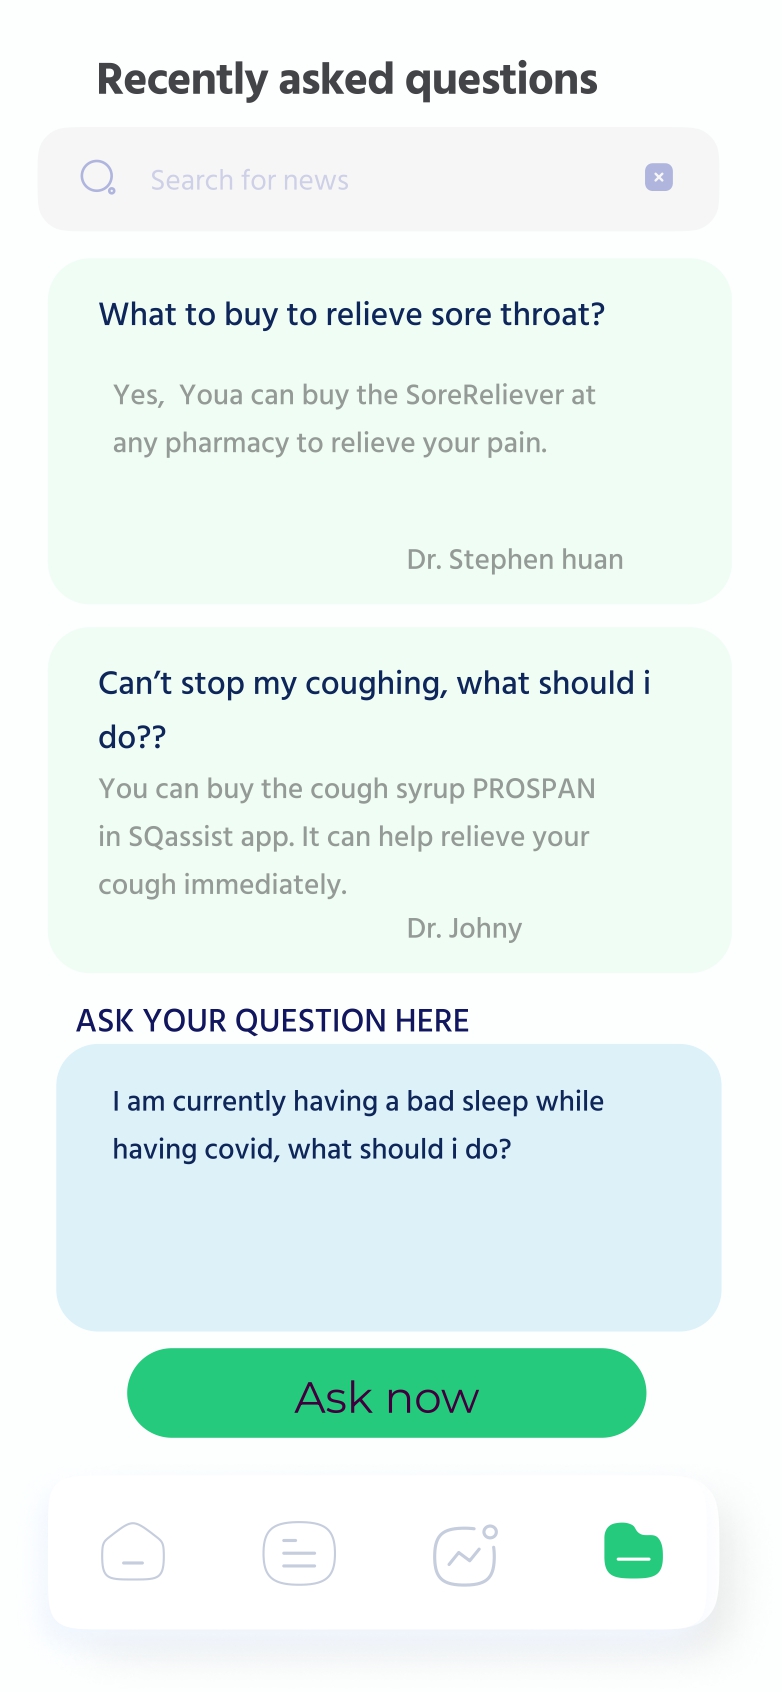 Recently asked questions
Search for news
What to buy to relieve sore throat?
Yes,  Youa can buy the SoreReliever at
any pharmacy to relieve your pain.
Dr. Stephen huan
Can’t stop my coughing, what should i
do??
You can buy the cough syrup PROSPAN
in SQassist app. It can help relieve your
cough immediately.
Dr. Johny
ASK YOUR QUESTION HERE
I am currently having a bad sleep while
having covid, what should i do?
Ask now